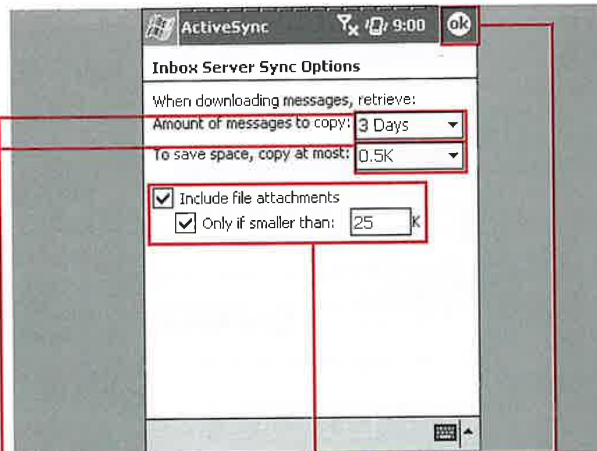 ActiveSync 9:00 ok
Inbox Server Sync Options
When downloading messages, retrieve:
Amount of messages to copy: 3 Days
To save space, copy at most: 0.5K
Include file attachments
Only if smaller than: 25 K